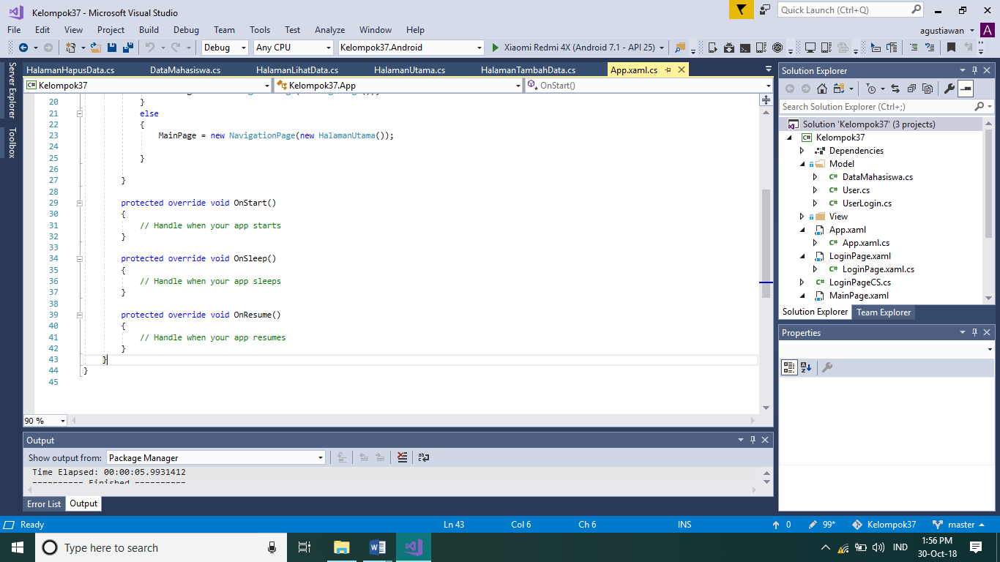 Kelompok37 - Microsoft Visual Studio
Quick Launch (Ctrl+Q)
File Edit View Project Build Debug Team Tools Test Analyze Window Help
agustiawan
A
Debug Any CPU Kelompok37.Android Xiaomi Redmi 4X (Android 7.1 - API 25)
Server Explorer
Toolbox
HalamanHapusData.cs DataMahasiswa.cs HalamanLihatData.cs HalamanUtama.cs HalamanTambahData.cs App.xaml.cs
C# Kelompok37 Kelompok37.App OnStart()
20 }
21 else
22 {
23 MainPage = new NavigationPage(new HalamanUtama());
24
25 }
26
27 }
28
29 protected override void OnStart()
30 {
31 // Handle when your app starts
32 }
33
34 protected override void OnSleep()
35 {
36 // Handle when your app sleeps
37 }
38
39 protected override void OnResume()
40 {
41 // Handle when your app resumes
42 }
43 }
44 }
45
90 %
Output
Show output from: Package Manager
Time Elapsed: 00:00:05.9931412
========== Finished ==========
Error List Output
Solution Explorer
Search Solution Explorer (Ctrl+;)
Solution 'Kelompok37' (3 projects)
C# Kelompok37
Dependencies
Model
C# DataMahasiswa.cs
C# User.cs
C# UserLogin.cs
View
App.xaml
C# App.xaml.cs
LoginPage.xaml
C# LoginPage.xaml.cs
C# LoginPageCS.cs
MainPage.xaml
Solution Explorer Team Explorer
Properties
Ready Ln 43 Col 6 Ch 6 INS 0 99* Kelompok37 master
Type here to search
IND
1:56 PM
30-Oct-18